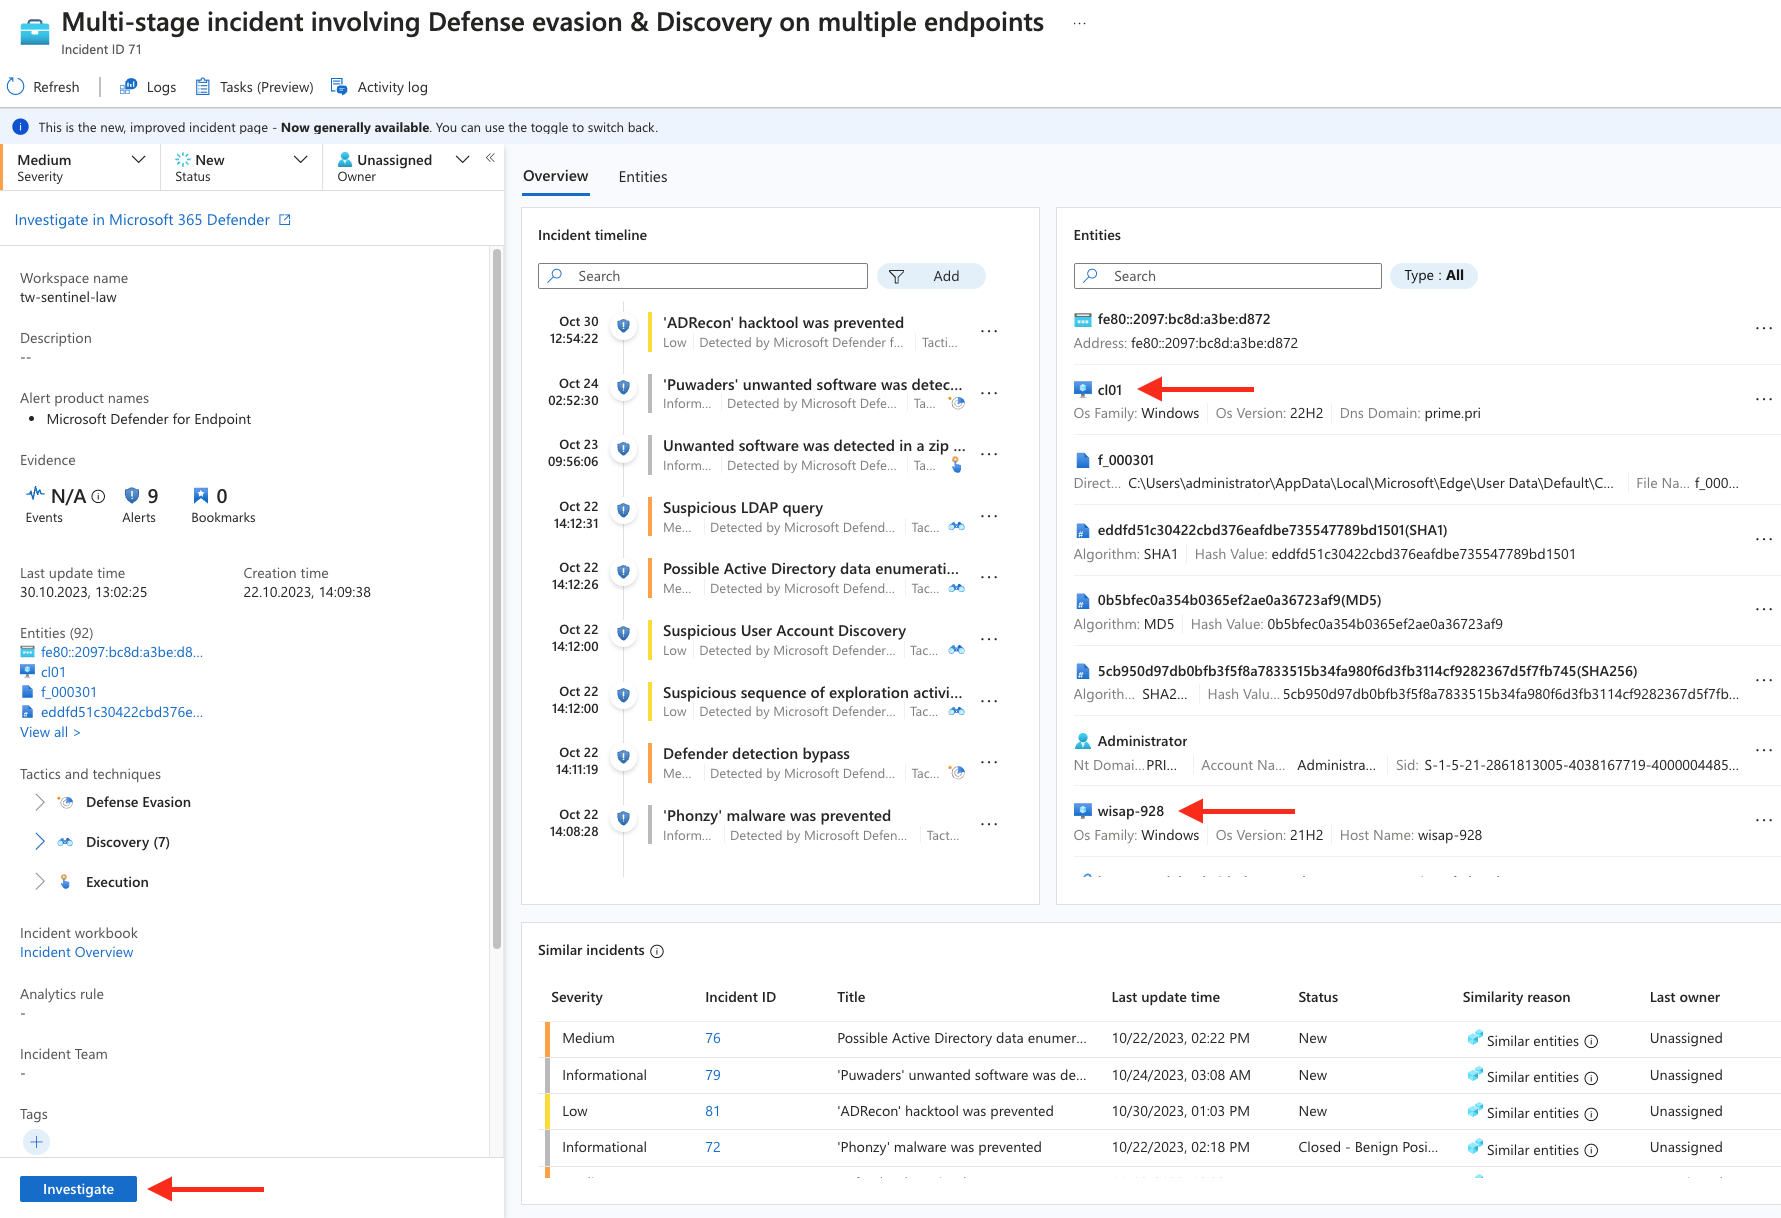 Multi-stage incident involving Defense evasion & Discovery on multiple endpoints ...
Incident ID 71
Refresh | Logs Tasks (Preview) Activity log
This is the new, improved incident page - Now generally available. You can use the toggle to switch back.
Medium
Severity
New
Status
Unassigned
Owner
Investigate in Microsoft 365 Defender
Workspace name
tw-sentinel-law
Description
--
Alert product names
• Microsoft Defender for Endpoint
Evidence
N/A
Events
9
Alerts
0
Bookmarks
Last update time
30.10.2023, 13:02:25
Creation time
22.10.2023, 14:09:38
Entities (92)
fe80::2097:bc8d:a3be:d8...
cl01
f_000301
eddfd51c30422cbd376e...
View all >
Tactics and techniques
Defense Evasion
Discovery (7)
Execution
Incident workbook
Incident Overview
Analytics rule
-
Incident Team
-
Tags
Investigate
Overview Entities
Incident timeline
Search Add
Oct 30
12:54:22
'ADRecon' hacktool was prevented
Low Detected by Microsoft Defender f... Tacti...
Oct 24
02:52:30
'Puwaders' unwanted software was detec...
Inform... Detected by Microsoft Defe... Ta...
Oct 23
09:56:06
Unwanted software was detected in a zip ...
Inform... Detected by Microsoft Defe... Ta...
Oct 22
14:12:31
Suspicious LDAP query
Me... Detected by Microsoft Defend... Tac...
Oct 22
14:12:26
Possible Active Directory data enumerati...
Me... Detected by Microsoft Defend... Tac...
Oct 22
14:12:00
Suspicious User Account Discovery
Low Detected by Microsoft Defender... Tac...
Oct 22
14:12:00
Suspicious sequence of exploration activi...
Low Detected by Microsoft Defender... Tac...
Oct 22
14:11:19
Defender detection bypass
Me... Detected by Microsoft Defend... Tac...
Oct 22
14:08:28
'Phonzy' malware was prevented
Inform... Detected by Microsoft Defen... Tact...
Entities
Search Type : All
fe80::2097:bc8d:a3be:d872
Address: fe80::2097:bc8d:a3be:d872
cl01
Os Family: Windows Os Version: 22H2 Dns Domain: prime.pri
f_000301
Direct... C:\Users\administrator\AppData\Local\Microsoft\Edge\User Data\Default\C... File Na... f_000...
eddfd51c30422cbd376eafdbe735547789bd1501(SHA1)
Algorithm: SHA1 Hash Value: eddfd51c30422cbd376eafdbe735547789bd1501
0b5bfec0a354b0365ef2ae0a36723af9(MD5)
Algorithm: MD5 Hash Value: 0b5bfec0a354b0365ef2ae0a36723af9
5cb950d97db0bfb3f5f8a7833515b34fa980f6d3fb3114cf9282367d5f7fb745(SHA256)
Algorith... SHA2... Hash Valu... 5cb950d97db0bfb3f5f8a7833515b34fa980f6d3fb3114cf9282367d5f7fb...
Administrator
Nt Domai... PRI... Account Na... Administra... Sid: S-1-5-21-2861813005-4038167719-4000004485...
wisap-928
Os Family: Windows Os Version: 21H2 Host Name: wisap-928
Similar incidents
Severity Incident ID Title Last update time Status Similarity reason Last owner
Medium 76 Possible Active Directory data enumer... 10/22/2023, 02:22 PM New Similar entities Unassigned
Informational 79 'Puwaders' unwanted software was de... 10/24/2023, 03:08 AM New Similar entities Unassigned
Low 81 'ADRecon' hacktool was prevented 10/30/2023, 01:03 PM New Similar entities Unassigned
Informational 72 'Phonzy' malware was prevented 10/22/2023, 02:18 PM Closed - Benign Posi... Similar entities Unassigned